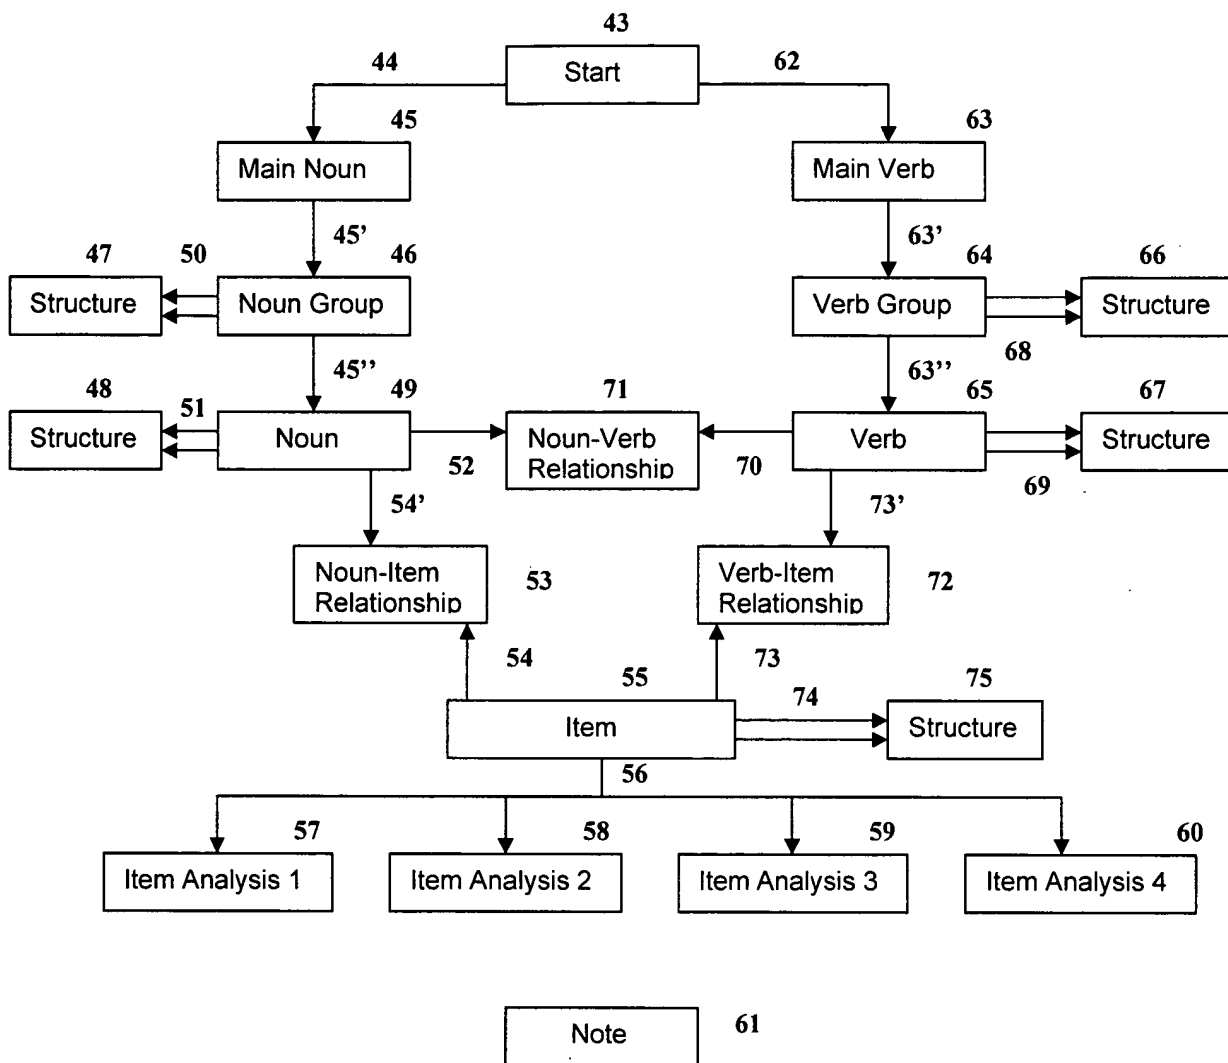 43
44
Start
62
45
63
Main Noun
Main Verb
45’
63’
47
50
46
64
66
Structure
Noun Group
Verb Group
Structure
68
45’’
63’’
48
51
49
71
65
67
Structure
Noun
Noun-Verb
Relationship
Verb
Structure
52
70
69
54’
73’
Noun-Item
Relationship
53
Verb-Item
Relationship
72
54
73
55
74
75
Item
Structure
56
57
58
59
60
Item Analysis 1
Item Analysis 2
Item Analysis 3
Item Analysis 4
Note
61